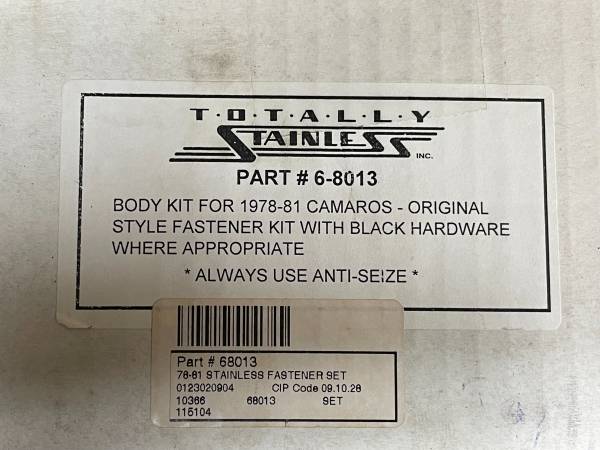 T·O·T·A·L·L·Y
STAINLESS INC.
PART # 6-8013
BODY KIT FOR 1978-81 CAMAROS - ORIGINAL
STYLE FASTENER KIT WITH BLACK HARDWARE
WHERE APPROPRIATE
* ALWAYS USE ANTI-SEIZE *
Part # 68013
78-81 STAINLESS FASTENER SET
0123020904 CIP Code 09.10.28
10366 68013 SET
115104